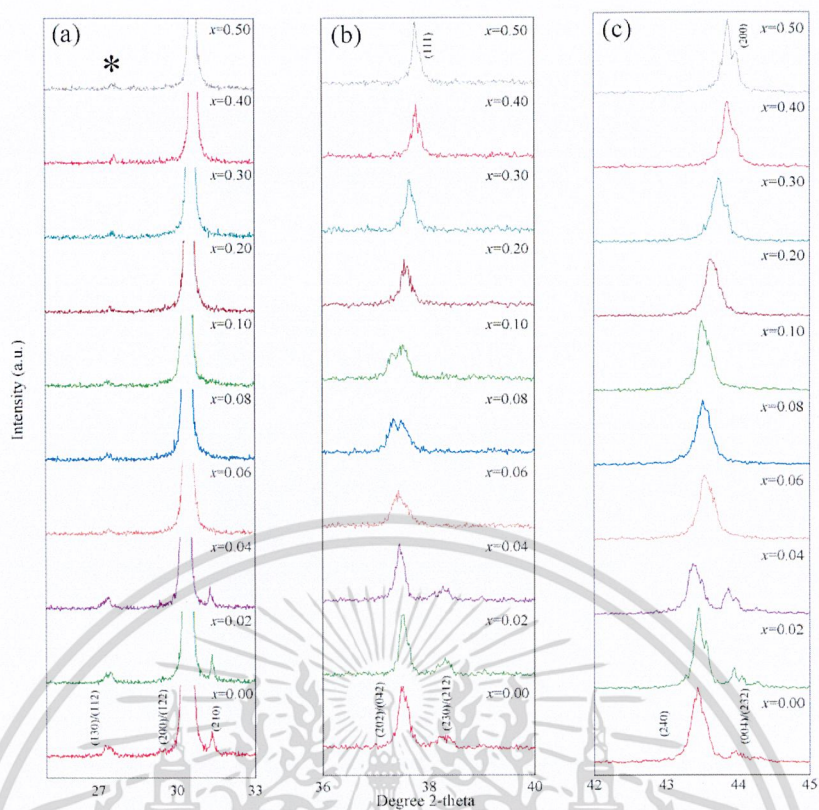 (a)
*
x=0.50
x=0.40
x=0.30
x=0.20
x=0.10
x=0.08
x=0.06
x=0.04
x=0.02
x=0.00
(130)/(112)
(200)/(122)
(210)
27
30
33
(b)
x=0.50
(111)
x=0.40
x=0.30
x=0.20
x=0.10
x=0.08
x=0.06
x=0.04
x=0.02
x=0.00
(202)/(042)
(230)/(212)
36
38
40
(c)
x=0.50
(200)
x=0.40
x=0.30
x=0.20
x=0.10
x=0.08
x=0.06
x=0.04
x=0.02
x=0.00
(240)
(004)/(232)
42
43
44
45
Intensity (a.u.)
Degree 2-theta